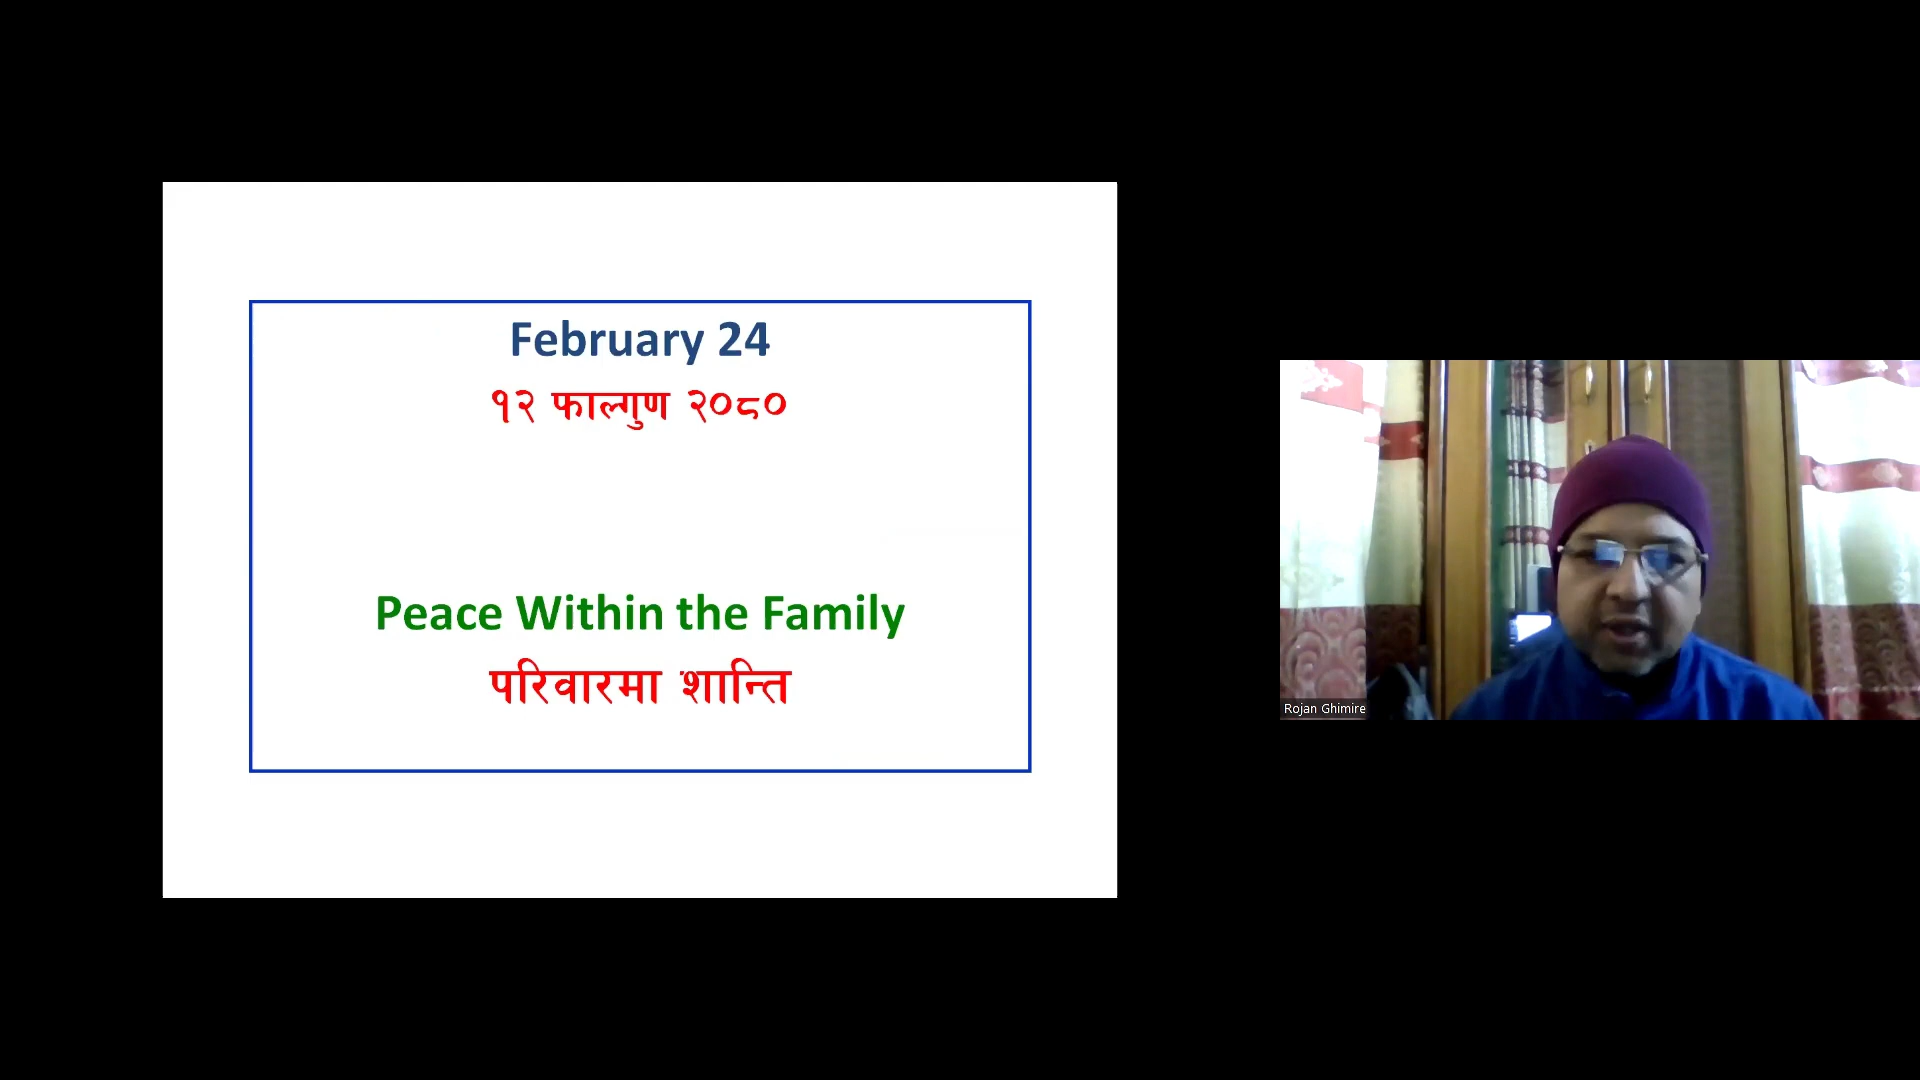 February 24
१२ फाल्गुण २०८०
Peace Within the Family
परिवारमा शान्ति
Rojan Ghimire